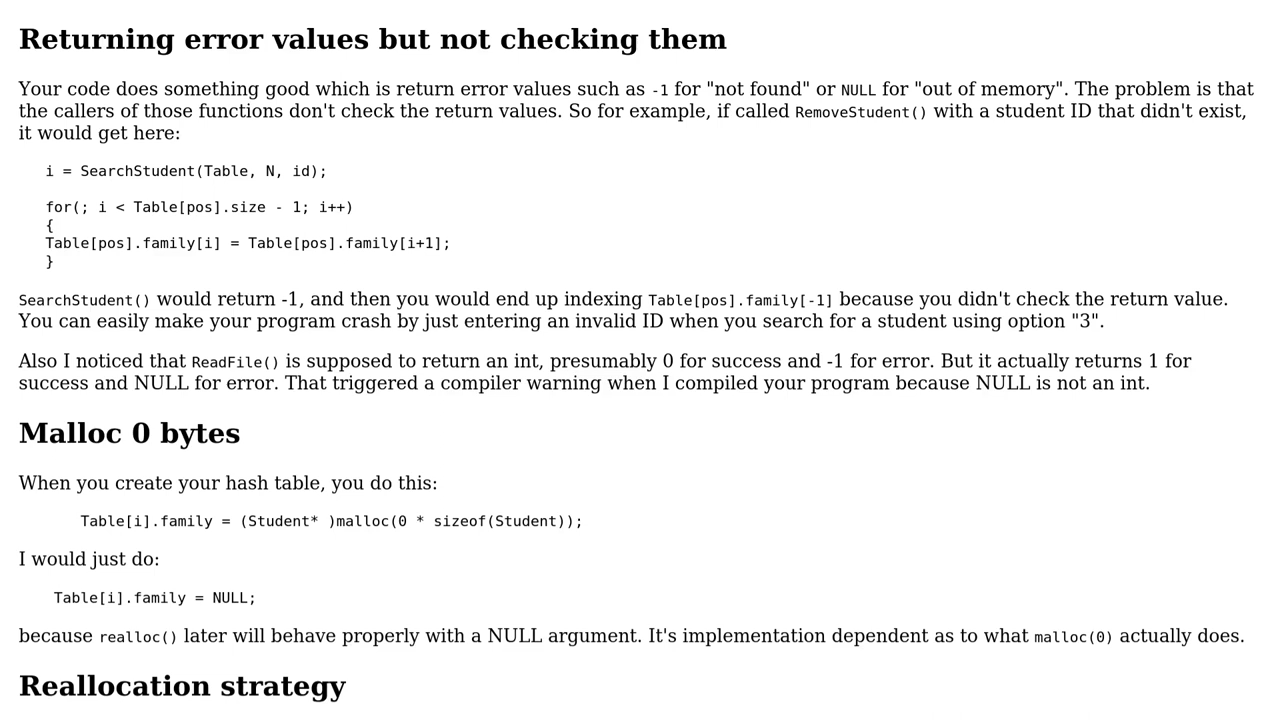 Returning error values but not checking them
Your code does something good which is return error values such as -1 for "not found" or NULL for "out of memory". The problem is that
the callers of those functions don't check the return values. So for example, if called RemoveStudent() with a student ID that didn't exist,
it would get here:
i = SearchStudent(Table, N, id);
for(; i < Table[pos].size - 1; i++)
{
Table[pos].family[i] = Table[pos].family[i+1];
}
SearchStudent() would return -1, and then you would end up indexing Table[pos].family[-1] because you didn't check the return value.
You can easily make your program crash by just entering an invalid ID when you search for a student using option "3".
Also I noticed that ReadFile() is supposed to return an int, presumably 0 for success and -1 for error. But it actually returns 1 for
success and NULL for error. That triggered a compiler warning when I compiled your program because NULL is not an int.
Malloc 0 bytes
When you create your hash table, you do this:
Table[i].family = (Student* )malloc(0 * sizeof(Student));
I would just do:
Table[i].family = NULL;
because realloc() later will behave properly with a NULL argument. It's implementation dependent as to what malloc(0) actually does.
Reallocation strategy